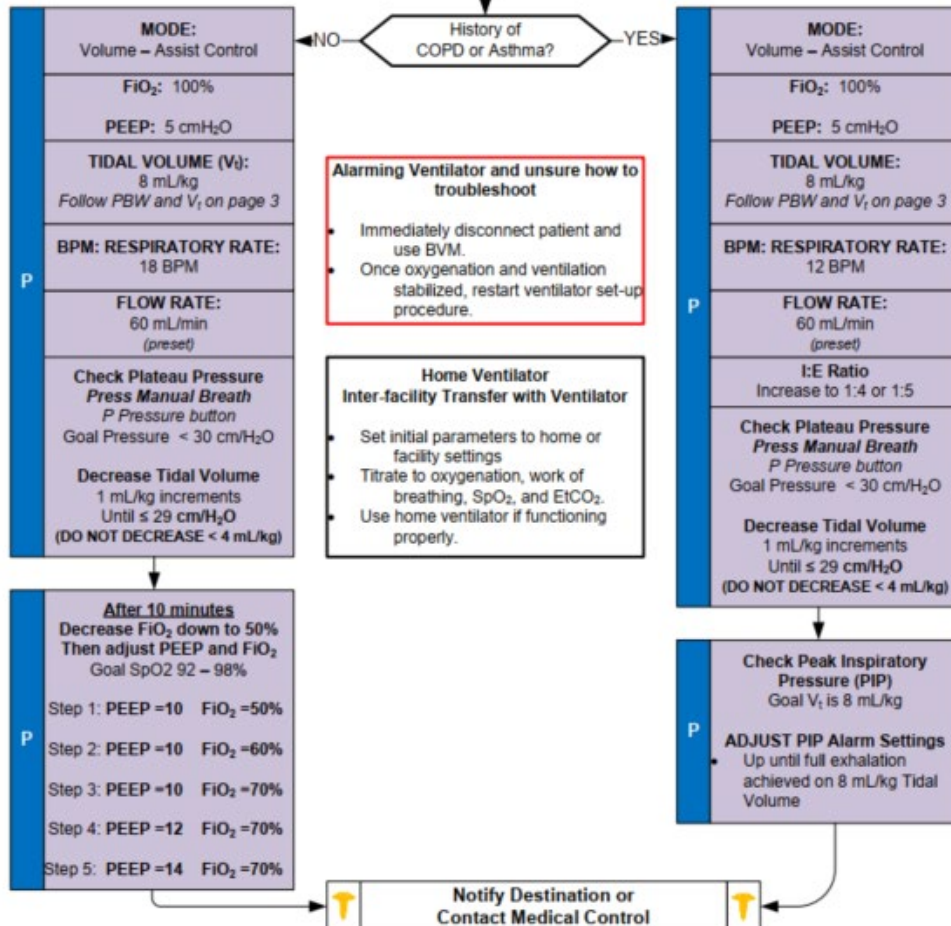 History of
COPD or Asthma?
NO
YES
P
MODE:
Volume – Assist Control
FiO₂: 100%
PEEP: 5 cmH₂O
TIDAL VOLUME (Vₜ):
8 mL/kg
Follow PBW and Vₜ on page 3
BPM: RESPIRATORY RATE:
18 BPM
FLOW RATE:
60 mL/min
(preset)
Check Plateau Pressure
Press Manual Breath
P Pressure button
Goal Pressure < 30 cm/H₂O
Decrease Tidal Volume
1 mL/kg increments
Until ≤ 29 cm/H₂O
(DO NOT DECREASE < 4 mL/kg)
P
After 10 minutes
Decrease FiO₂ down to 50%
Then adjust PEEP and FiO₂
Goal SpO2 92 – 98%
Step 1: PEEP =10 FiO₂ =50%
Step 2: PEEP =10 FiO₂ =60%
Step 3: PEEP =10 FiO₂ =70%
Step 4: PEEP =12 FiO₂ =70%
Step 5: PEEP =14 FiO₂ =70%
Alarming Ventilator and unsure how to
troubleshoot
• Immediately disconnect patient and
use BVM.
• Once oxygenation and ventilation
stabilized, restart ventilator set-up
procedure.
Home Ventilator
Inter-facility Transfer with Ventilator
• Set initial parameters to home or
facility settings
• Titrate to oxygenation, work of
breathing, SpO₂, and EtCO₂.
• Use home ventilator if functioning
properly.
P
MODE:
Volume – Assist Control
FiO₂: 100%
PEEP: 5 cmH₂O
TIDAL VOLUME:
8 mL/kg
Follow PBW and Vₜ on page 3
BPM: RESPIRATORY RATE:
12 BPM
FLOW RATE:
60 mL/min
(preset)
I:E Ratio
Increase to 1:4 or 1:5
Check Plateau Pressure
Press Manual Breath
P Pressure button
Goal Pressure < 30 cm/H₂O
Decrease Tidal Volume
1 mL/kg increments
Until ≤ 29 cm/H₂O
(DO NOT DECREASE < 4 mL/kg)
P
Check Peak Inspiratory
Pressure (PIP)
Goal Vₜ is 8 mL/kg
ADJUST PIP Alarm Settings
• Up until full exhalation
achieved on 8 mL/kg Tidal
Volume
Notify Destination or
Contact Medical Control